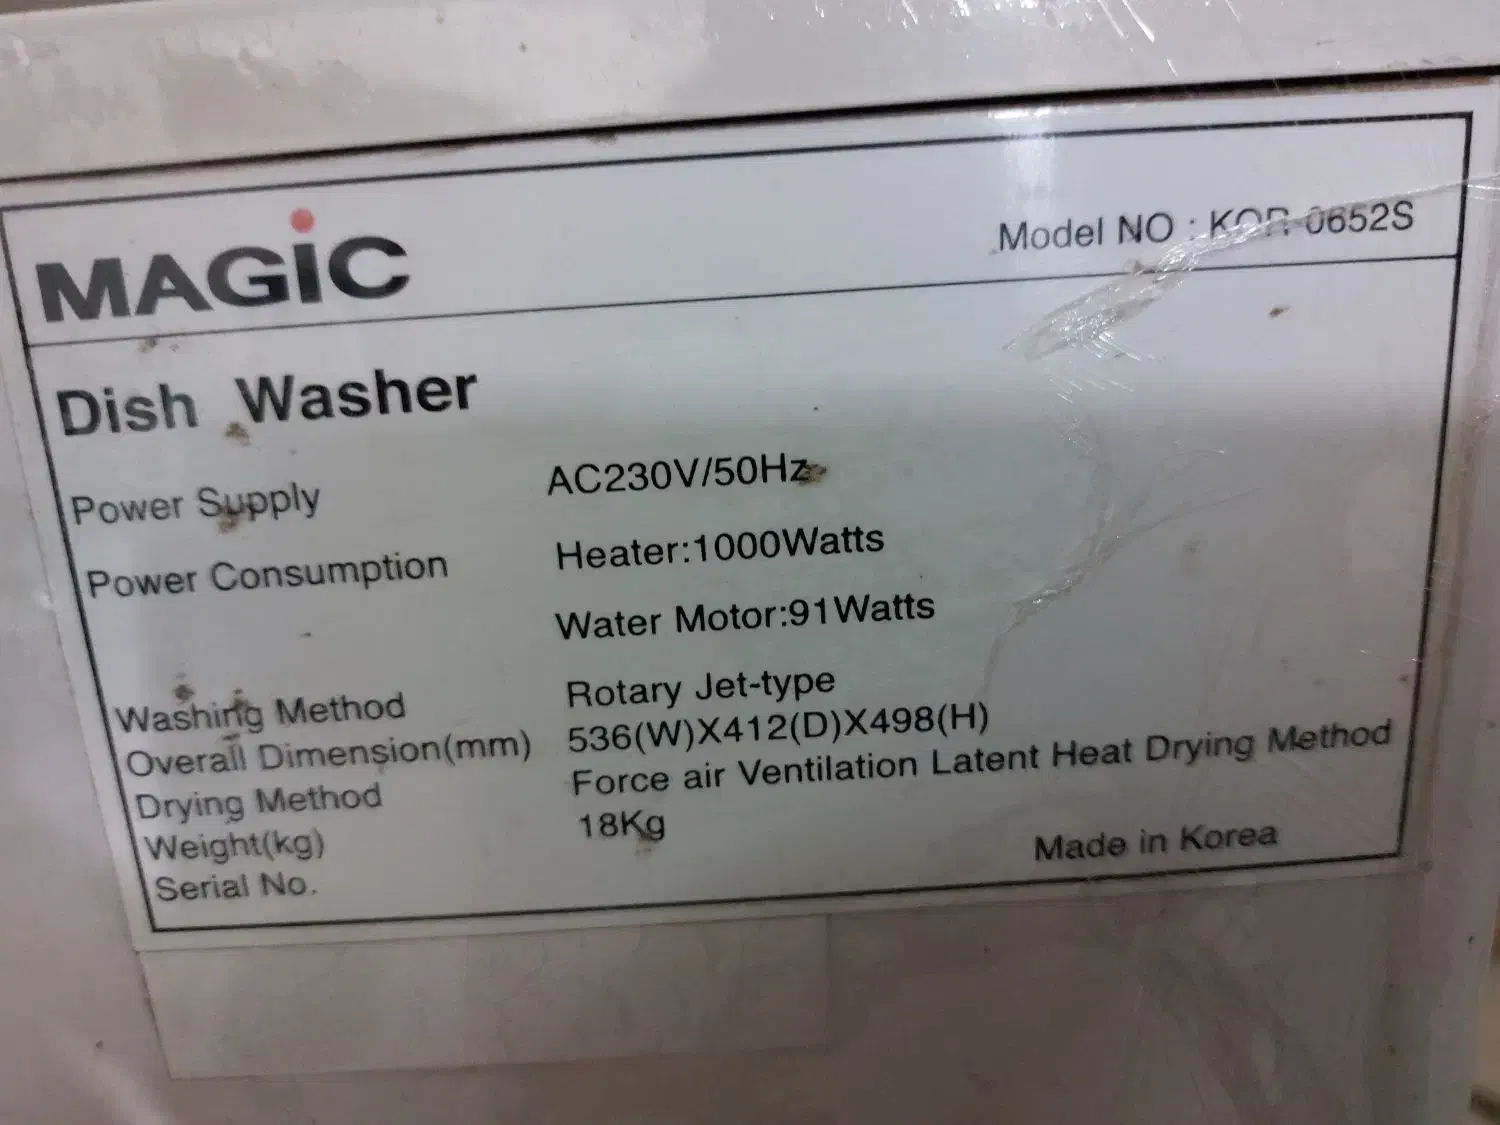 MAGIC
Model NO : KOR-0652S
Dish Washer
Power Supply AC230V/50Hz
Power Consumption Heater:1000Watts
Water Motor:91Watts
Washing Method Rotary Jet-type
Overall Dimension(mm) 536(W)X412(D)X498(H)
Drying Method Force air Ventilation Latent Heat Drying Method
Weight(kg) 18Kg
Serial No.
Made in Korea